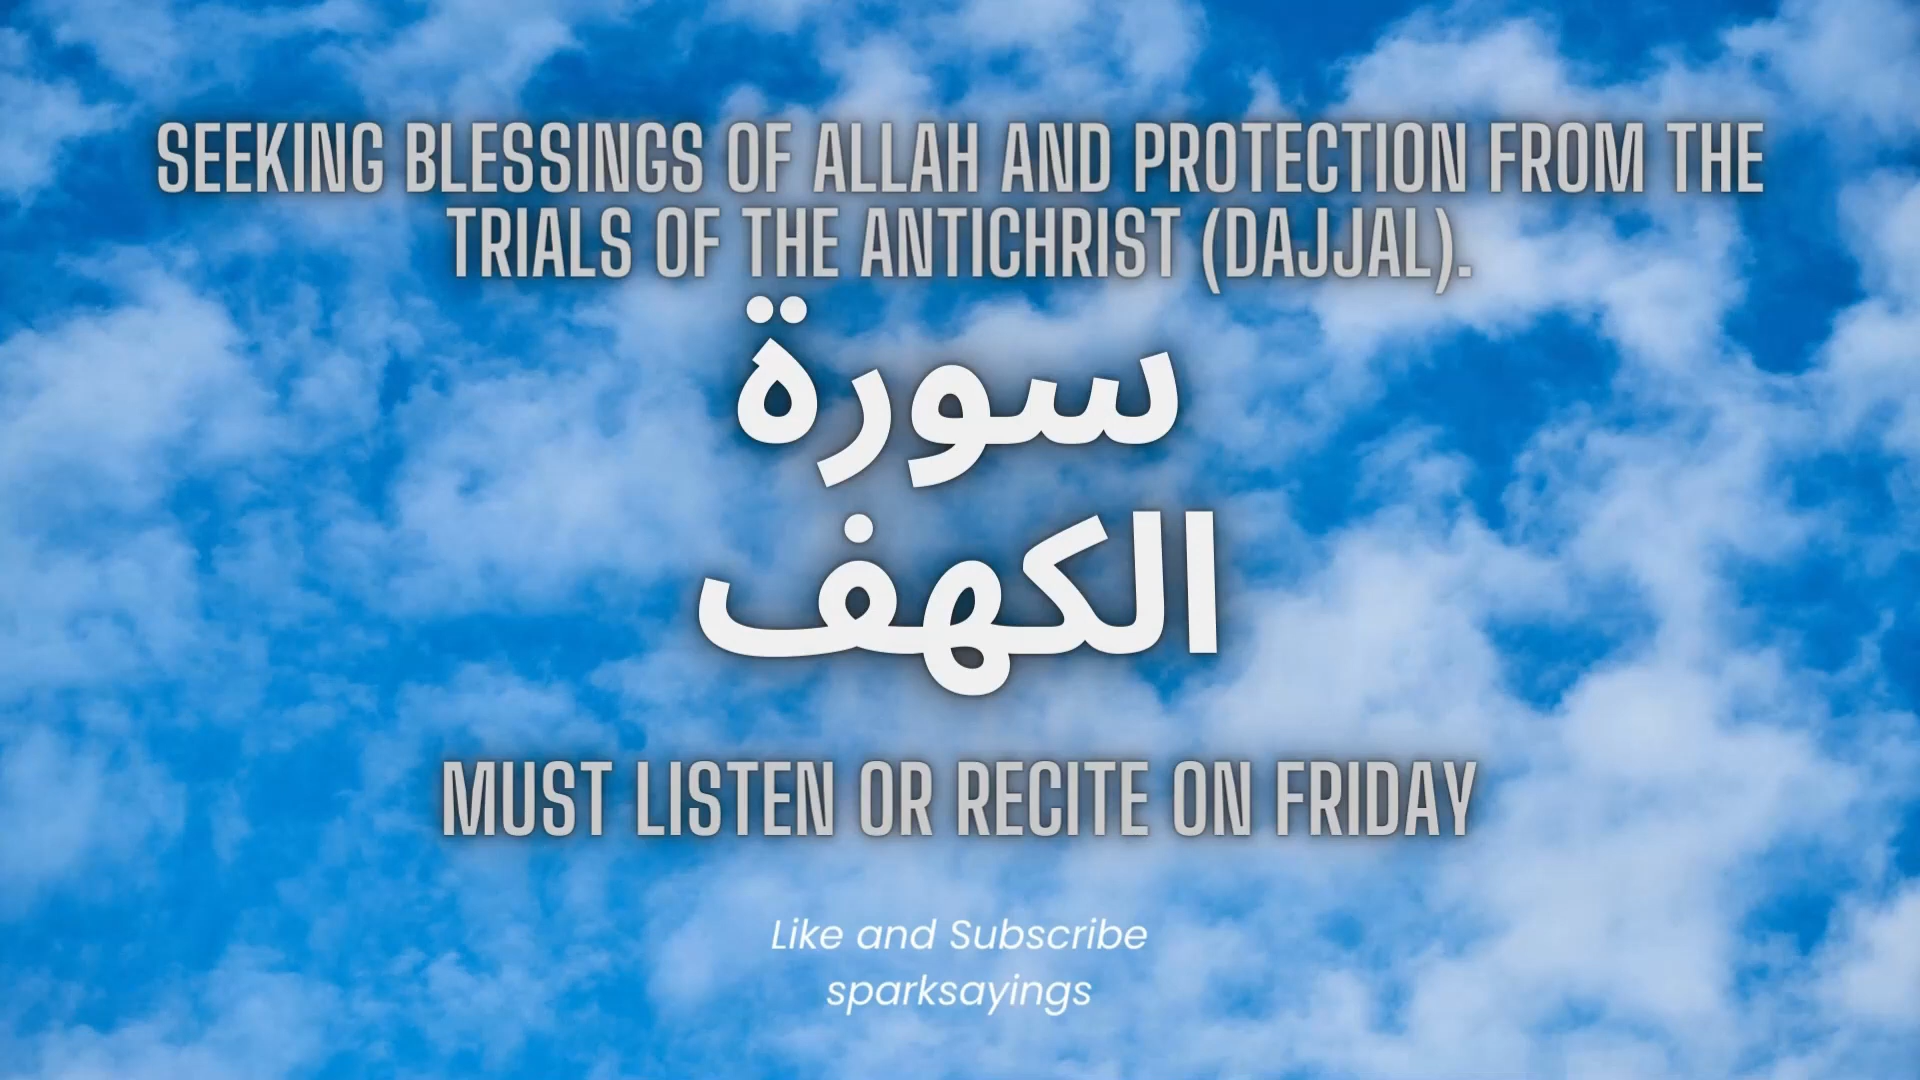 SEEKING BLESSINGS OF ALLAH AND PROTECTION FROM THE
TRIALS OF THE ANTICHRIST (DAJJAL).
سورة
الكهف
MUST LISTEN OR RECITE ON FRIDAY
Like and Subscribe
sparksayings